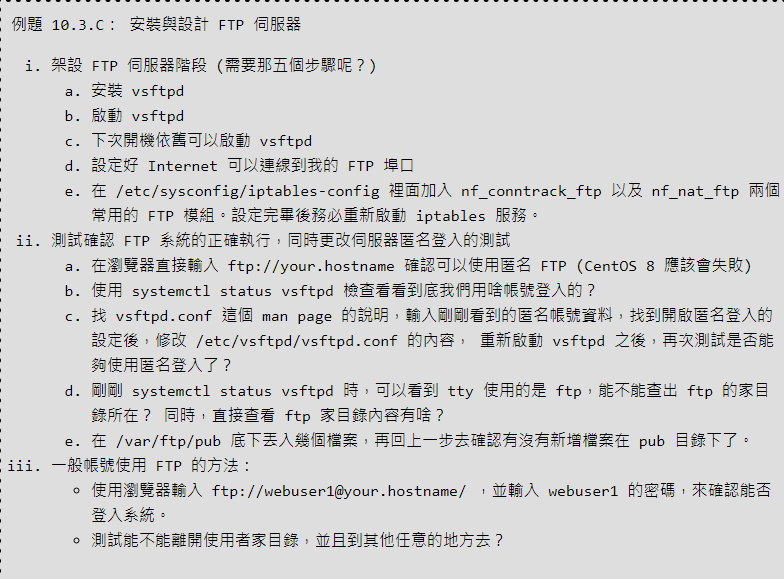 例題 10.3.C： 安裝與設計 FTP 伺服器
i. 架設 FTP 伺服器階段 (需要那五個步驟呢？)
a. 安裝 vsftpd
b. 啟動 vsftpd
c. 下次開機依舊可以啟動 vsftpd
d. 設定好 Internet 可以連線到我的 FTP 埠口
e. 在 /etc/sysconfig/iptables-config 裡面加入 nf_conntrack_ftp 以及 nf_nat_ftp 兩個
常用的 FTP 模組。設定完畢後務必重新啟動 iptables 服務。
ii. 測試確認 FTP 系統的正確執行，同時更改伺服器匿名登入的測試
a. 在瀏覽器直接輸入 ftp://your.hostname 確認可以使用匿名 FTP (CentOS 8 應該會失敗)
b. 使用 systemctl status vsftpd 檢查看看到底我們用啥帳號登入的？
c. 找 vsftpd.conf 這個 man page 的說明，輸入剛剛看到的匿名帳號資料，找到開啟匿名登入的
設定後，修改 /etc/vsftpd/vsftpd.conf 的內容， 重新啟動 vsftpd 之後，再次測試是否能
夠使用匿名登入了？
d. 剛剛 systemctl status vsftpd 時，可以看到 tty 使用的是 ftp，能不能查出 ftp 的家目
錄所在？ 同時，直接查看 ftp 家目錄內容有啥？
e. 在 /var/ftp/pub 底下丟入幾個檔案，再回上一步去確認有沒有新增檔案在 pub 目錄下了。
iii. 一般帳號使用 FTP 的方法：
◦ 使用瀏覽器輸入 ftp://webuser1@your.hostname/ ，並輸入 webuser1 的密碼，來確認能否
登入系統。
◦ 測試能不能離開使用者家目錄，並且到其他任意的地方去？